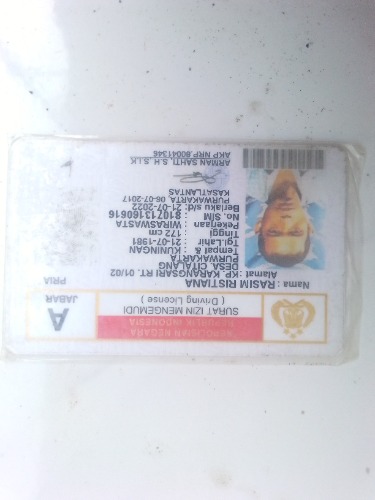 KEPOLISIAN NEGARA
REPUBLIK INDONESIA
SURAT IZIN MENGEMUDI
( Driving License )
A
JABAR
PRIA
Nama : RASIM RISTIANA
Alamat : KP. KARANGSARI RT. 01/02
DESA CITALANG
PURWAKARTA
Tempat & : KUNINGAN
Tgl.Lahir : 21-07-1981
Tinggi : 172 cm
Pekerjaan : WIRASWASTA
No. SIM : 810213160616
Berlaku s/d : 21-07-2022
PURWAKARTA 06-07-2017
KASATLANTAS
ARMAN SAHTI, S.H.,S.I.K
AKP NRP.80041346